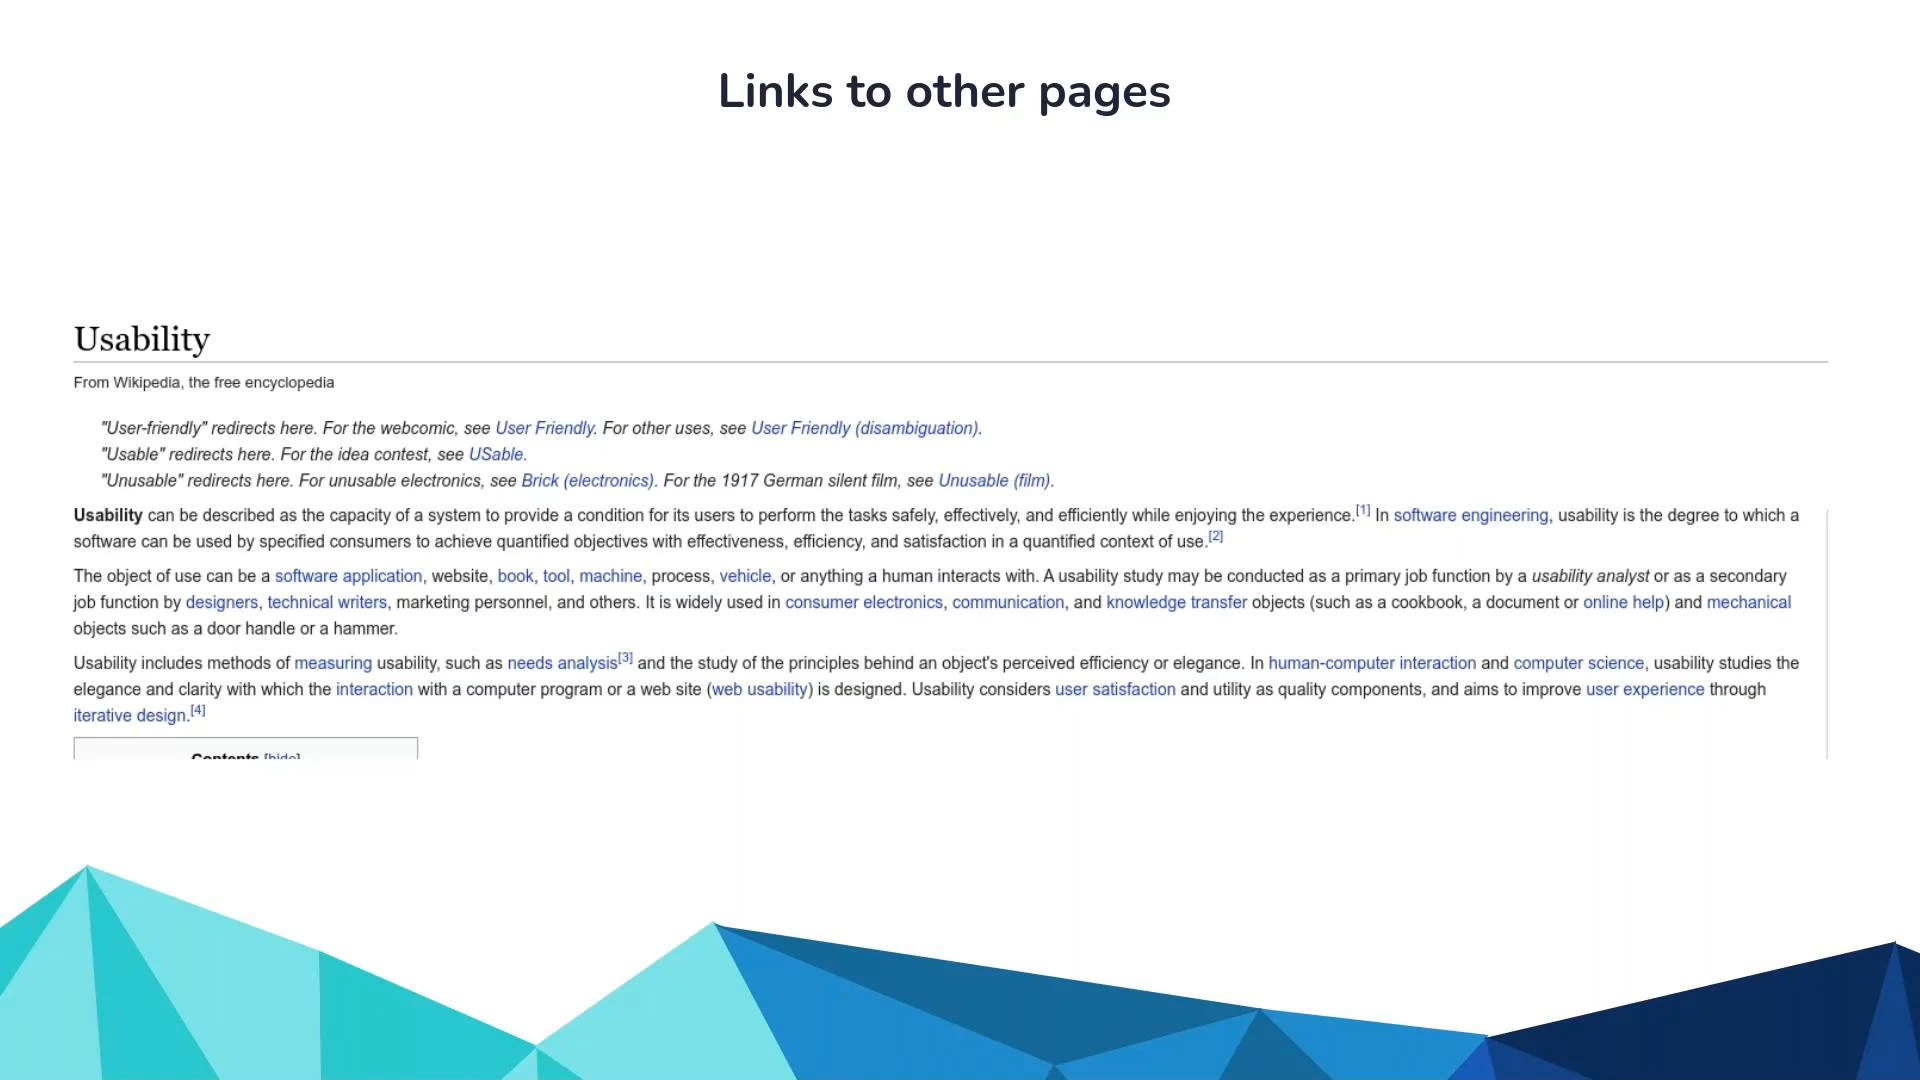 Links to other pages
Usability
From Wikipedia, the free encyclopedia
"User-friendly" redirects here. For the webcomic, see User Friendly. For other uses, see User Friendly (disambiguation).
"Usable" redirects here. For the idea contest, see USable.
"Unusable" redirects here. For unusable electronics, see Brick (electronics). For the 1917 German silent film, see Unusable (film).
Usability can be described as the capacity of a system to provide a condition for its users to perform the tasks safely, effectively, and efficiently while enjoying the experience.[1] In software engineering, usability is the degree to which a
software can be used by specified consumers to achieve quantified objectives with effectiveness, efficiency, and satisfaction in a quantified context of use.[2]
The object of use can be a software application, website, book, tool, machine, process, vehicle, or anything a human interacts with. A usability study may be conducted as a primary job function by a usability analyst or as a secondary
job function by designers, technical writers, marketing personnel, and others. It is widely used in consumer electronics, communication, and knowledge transfer objects (such as a cookbook, a document or online help) and mechanical
objects such as a door handle or a hammer.
Usability includes methods of measuring usability, such as needs analysis[3] and the study of the principles behind an object's perceived efficiency or elegance. In human-computer interaction and computer science, usability studies the
elegance and clarity with which the interaction with a computer program or a web site (web usability) is designed. Usability considers user satisfaction and utility as quality components, and aims to improve user experience through
iterative design.[4]
Contents [hide]